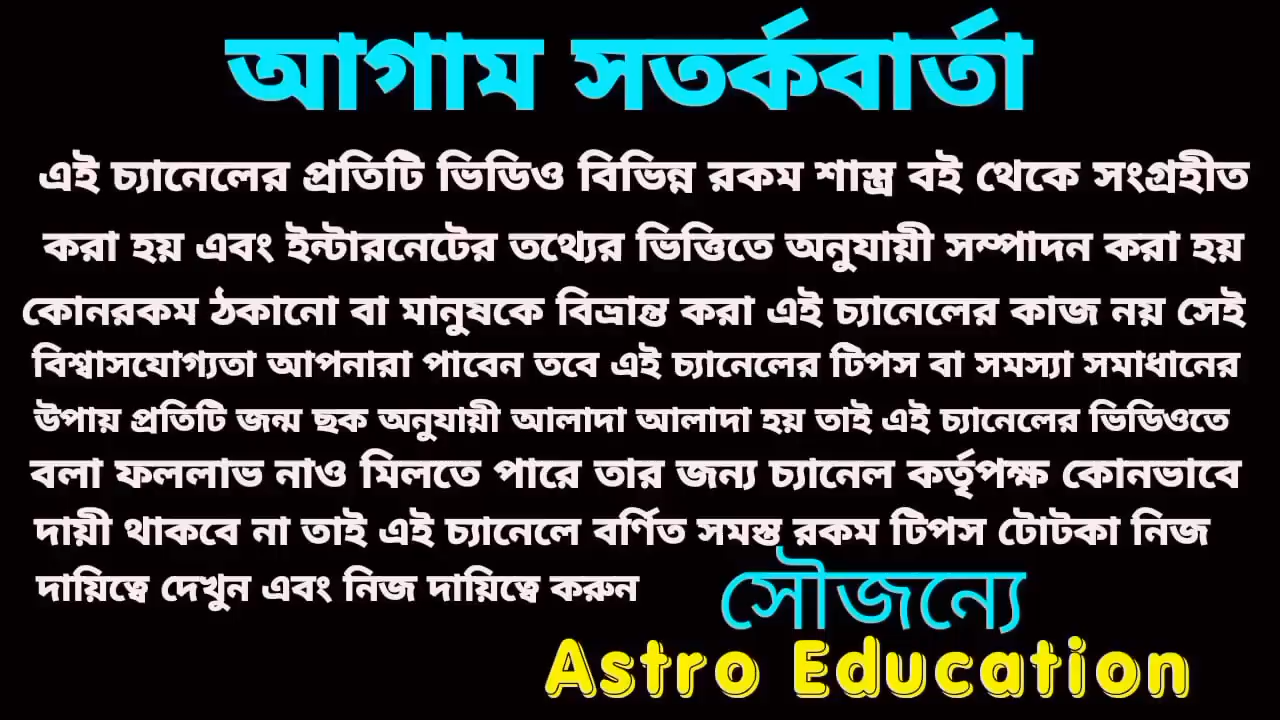 আগাম সতর্কবার্তা
এই চ্যানেলের প্রতিটি ভিডিও বিভিন্ন রকম শাস্ত্র বই থেকে সংগ্রহীত
করা হয় এবং ইন্টারনেটের তথ্যের ভিত্তিতে অনুযায়ী সম্পাদন করা হয়
কোনরকম ঠকানো বা মানুষকে বিভ্রান্ত করা এই চ্যানেলের কাজ নয় সেই
বিশ্বাসযোগ্যতা আপনারা পাবেন তবে এই চ্যানেলের টিপস বা সমস্যা সমাধানের
উপায় প্রতিটি জন্ম ছক অনুযায়ী আলাদা আলাদা হয় তাই এই চ্যানেলের ভিডিওতে
বলা ফললাভ নাও মিলতে পারে তার জন্য চ্যানেল কর্তৃপক্ষ কোনভাবে
দায়ী থাকবে না তাই এই চ্যানেলে বর্ণিত সমস্ত রকম টিপস টোটকা নিজ
দায়িত্বে দেখুন এবং নিজ দায়িত্বে করুন
সৌজন্যে
Astro Education